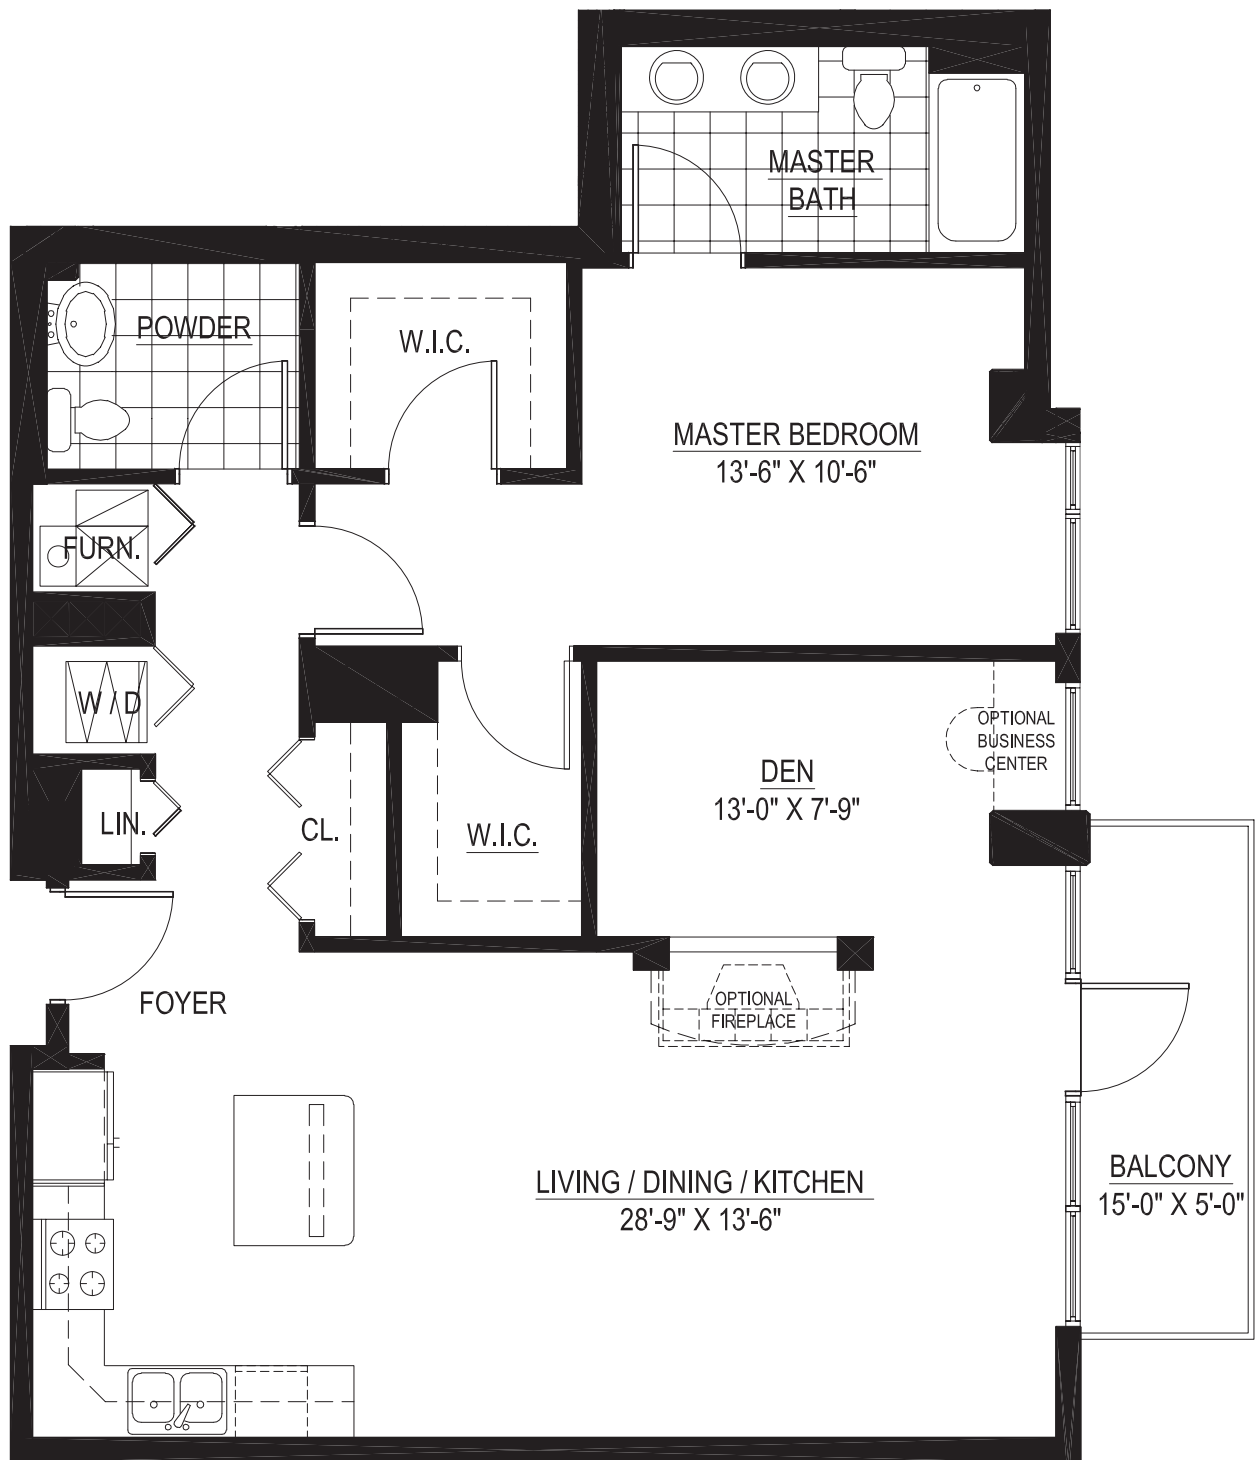 MASTER
BATH
POWDER
W.I.C.
MASTER BEDROOM
13'-6" X 10'-6"
FURN.
W / D
OPTIONAL
BUSINESS
CENTER
DEN
13'-0" X 7'-9"
LIN.
CL.
W.I.C.
FOYER
OPTIONAL
FIREPLACE
LIVING / DINING / KITCHEN
28'-9" X 13'-6"
BALCONY
15'-0" X 5'-0"